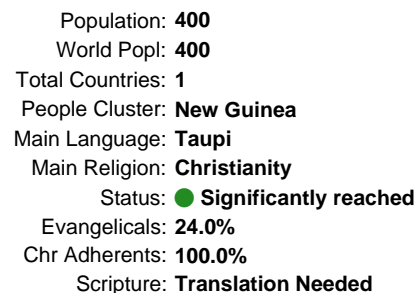 Population: 400
World Popl: 400
Total Countries: 1
People Cluster: New Guinea
Main Language: Taupi
Main Religion: Christianity
Status: Significantly reached
Evangelicals: 24.0%
Chr Adherents: 100.0%
Scripture: Translation Needed